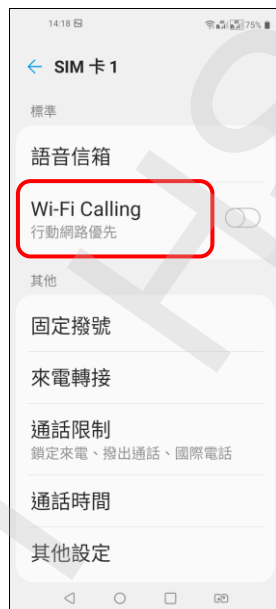 14:18
75%
← SIM 卡 1
標準
語音信箱
Wi-Fi Calling
行動網路優先
其他
固定撥號
來電轉接
通話限制
鎖定來電、撥出通話、國際電話
通話時間
其他設定